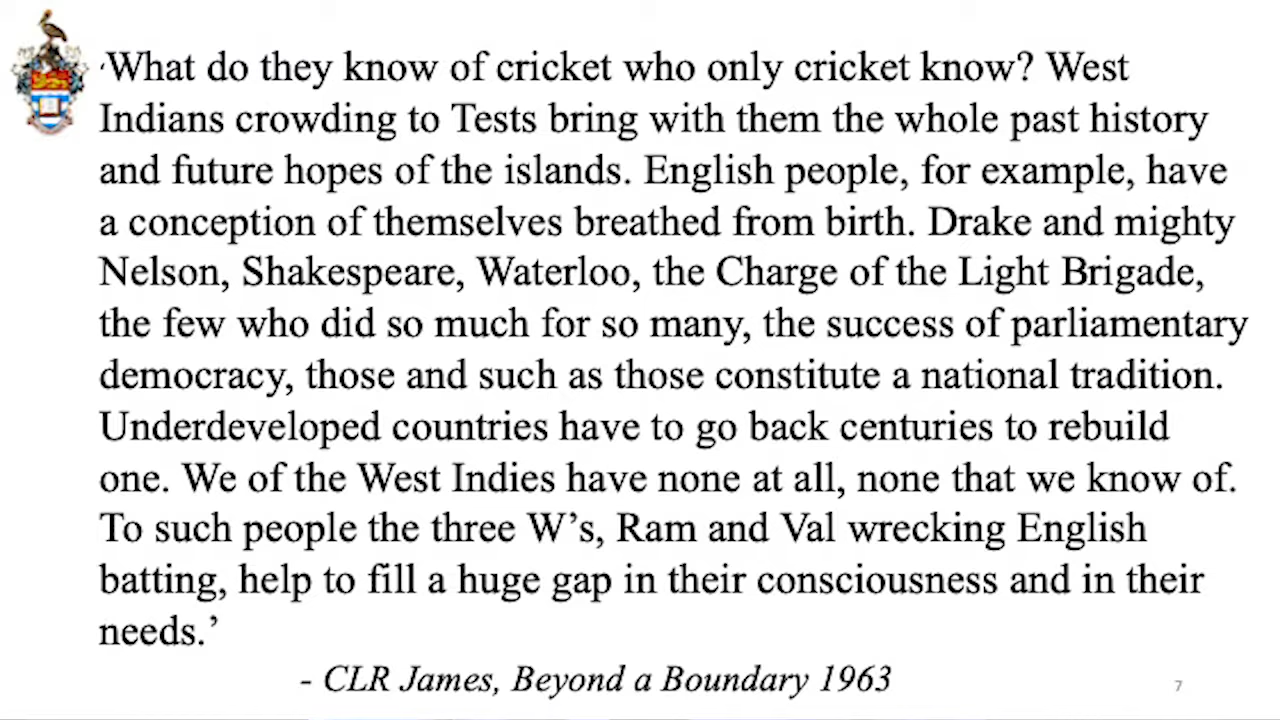 ‘What do they know of cricket who only cricket know? West
Indians crowding to Tests bring with them the whole past history
and future hopes of the islands. English people, for example, have
a conception of themselves breathed from birth. Drake and mighty
Nelson, Shakespeare, Waterloo, the Charge of the Light Brigade,
the few who did so much for so many, the success of parliamentary
democracy, those and such as those constitute a national tradition.
Underdeveloped countries have to go back centuries to rebuild
one. We of the West Indies have none at all, none that we know of.
To such people the three W’s, Ram and Val wrecking English
batting, help to fill a huge gap in their consciousness and in their
needs.’
- CLR James, Beyond a Boundary 1963
7